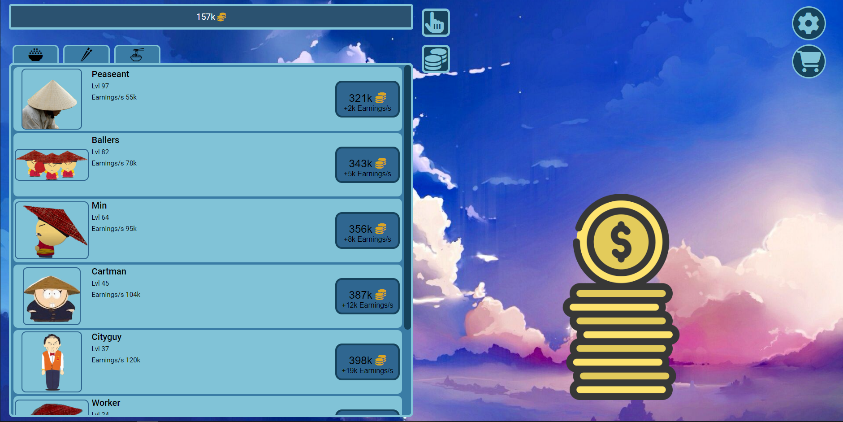 157k
Peaseant
Lvl 97
Earnings/s 55k
321k
+2k Earnings/s
Ballers
Lvl 82
Earnings/s 78k
343k
+5k Earnings/s
Min
Lvl 64
Earnings/s 95k
356k
+8k Earnings/s
Cartman
Lvl 45
Earnings/s 104k
387k
+12k Earnings/s
Cityguy
Lvl 37
Earnings/s 120k
398k
+15k Earnings/s
Worker
Lvl 24
$